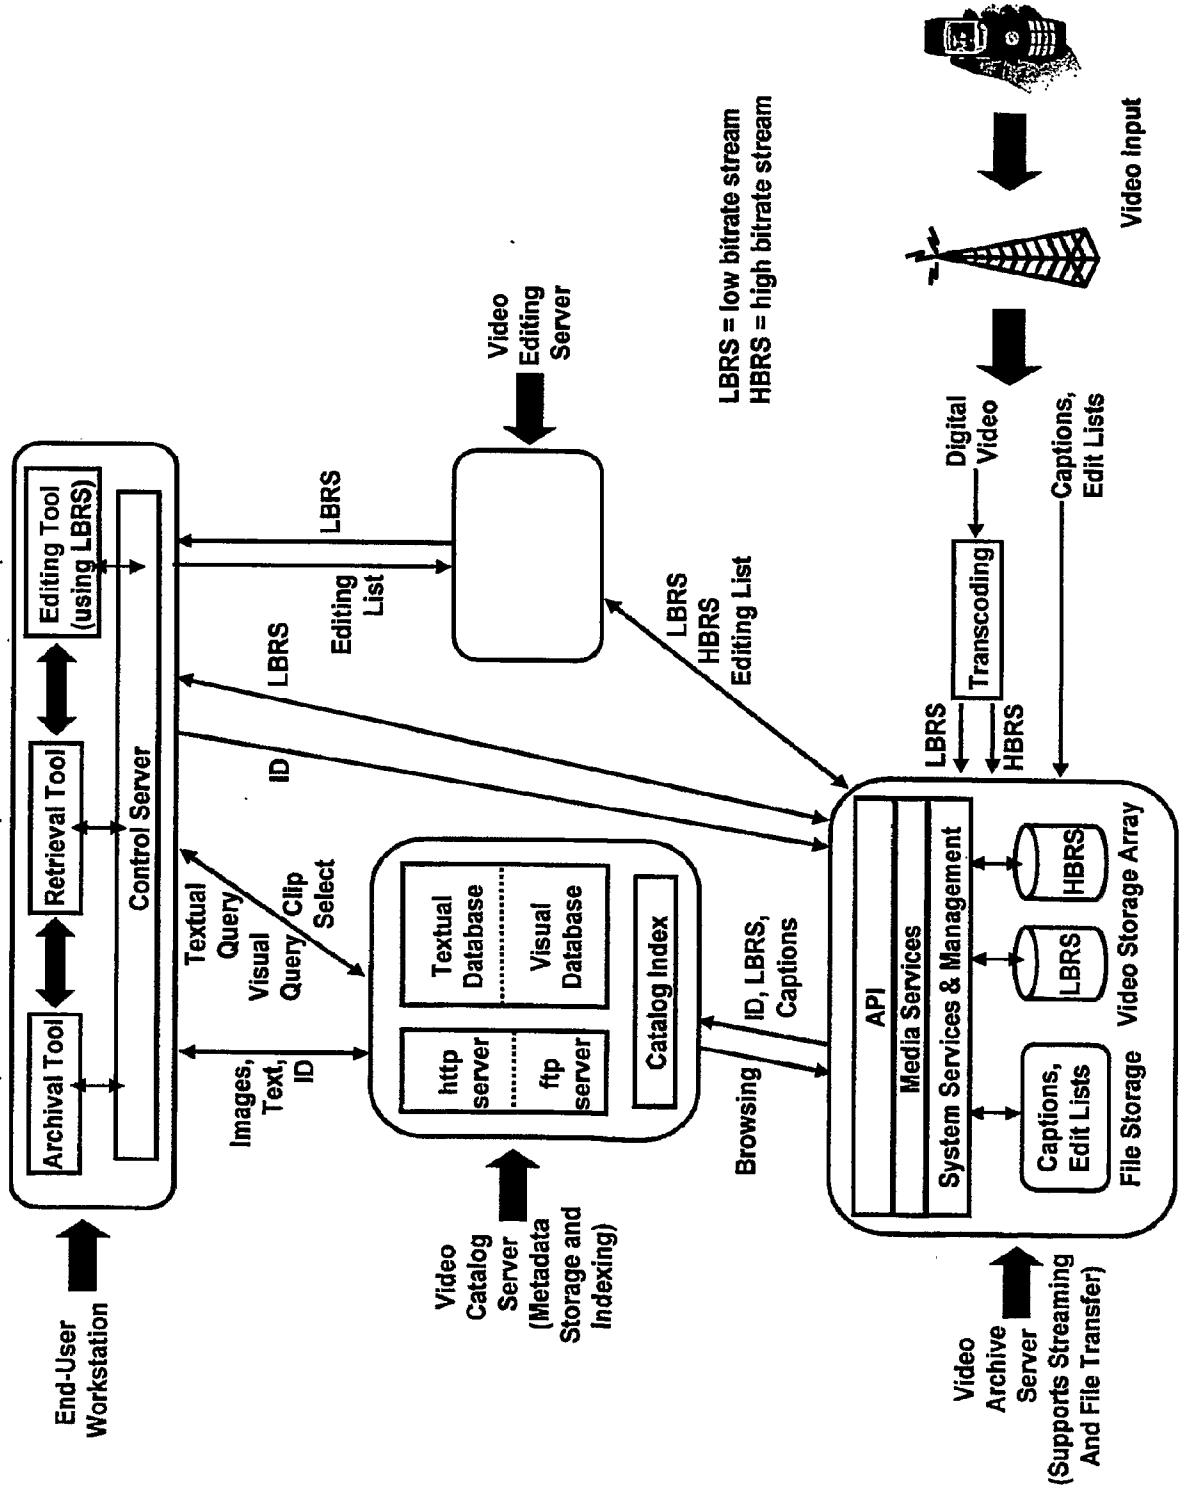 End-User
Workstation
Archival Tool
Retrieval Tool
Editing Tool
(using LBRS)
Control Server
Images,
Text,
ID
Textual
Query
Visual
Query
Clip
Select
ID
LBRS
Editing
List
LBRS
Video
Catalog
Server
(Metadata
Storage and
Indexing)
http
server
ftp
server
Textual
Database
Visual
Database
Catalog Index
Video
Editing
Server
Browsing
ID, LBRS,
Captions
LBRS
HBRS
Editing List
LBRS = low bitrate stream
HBRS = high bitrate stream
Video
Archive
Server
(Supports Streaming
And File Transfer)
API
Media Services
System Services & Management
Captions,
Edit Lists
File Storage
LBRS
HBRS
Video Storage Array
LBRS
HBRS
Transcoding
Digital
Video
Captions,
Edit Lists
Video Input